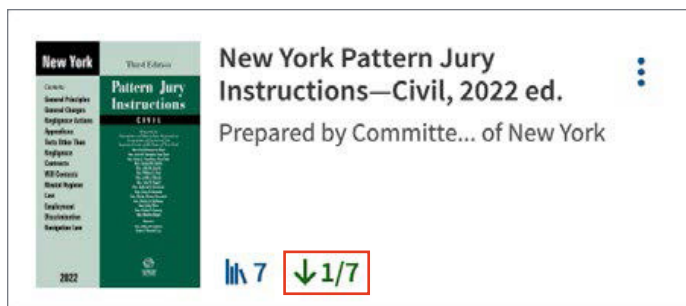 New York
Third Edition
Contents:
General Principles
General Charges
Negligence Actions
Appendices
Torts Other Than
Negligence
Contracts
Will Contests
Mental Hygiene
Law
Employment
Discrimination
Navigation Law
2022
Pattern Jury
Instructions
CIVIL
New York Pattern Jury
Instructions—Civil, 2022 ed.
Prepared by Committe... of New York
7
1/7